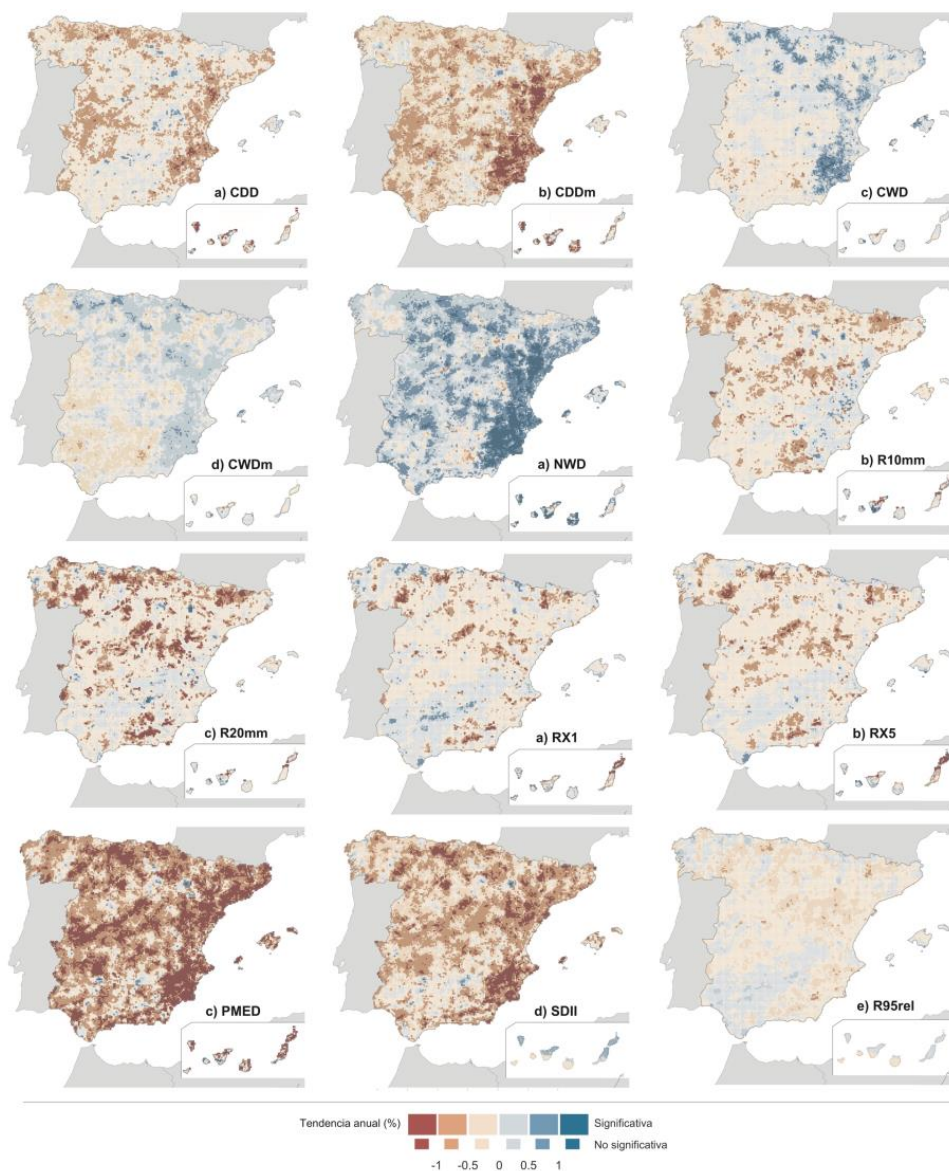 a) CDD
b) CDDm
c) CWD
d) CWDm
a) NWD
b) R10mm
c) R20mm
a) RX1
b) RX5
c) PMED
d) SDII
e) R95rel
Tendencia anual (%)
Significativa
No significativa
-1 -0.5 0 0.5 1